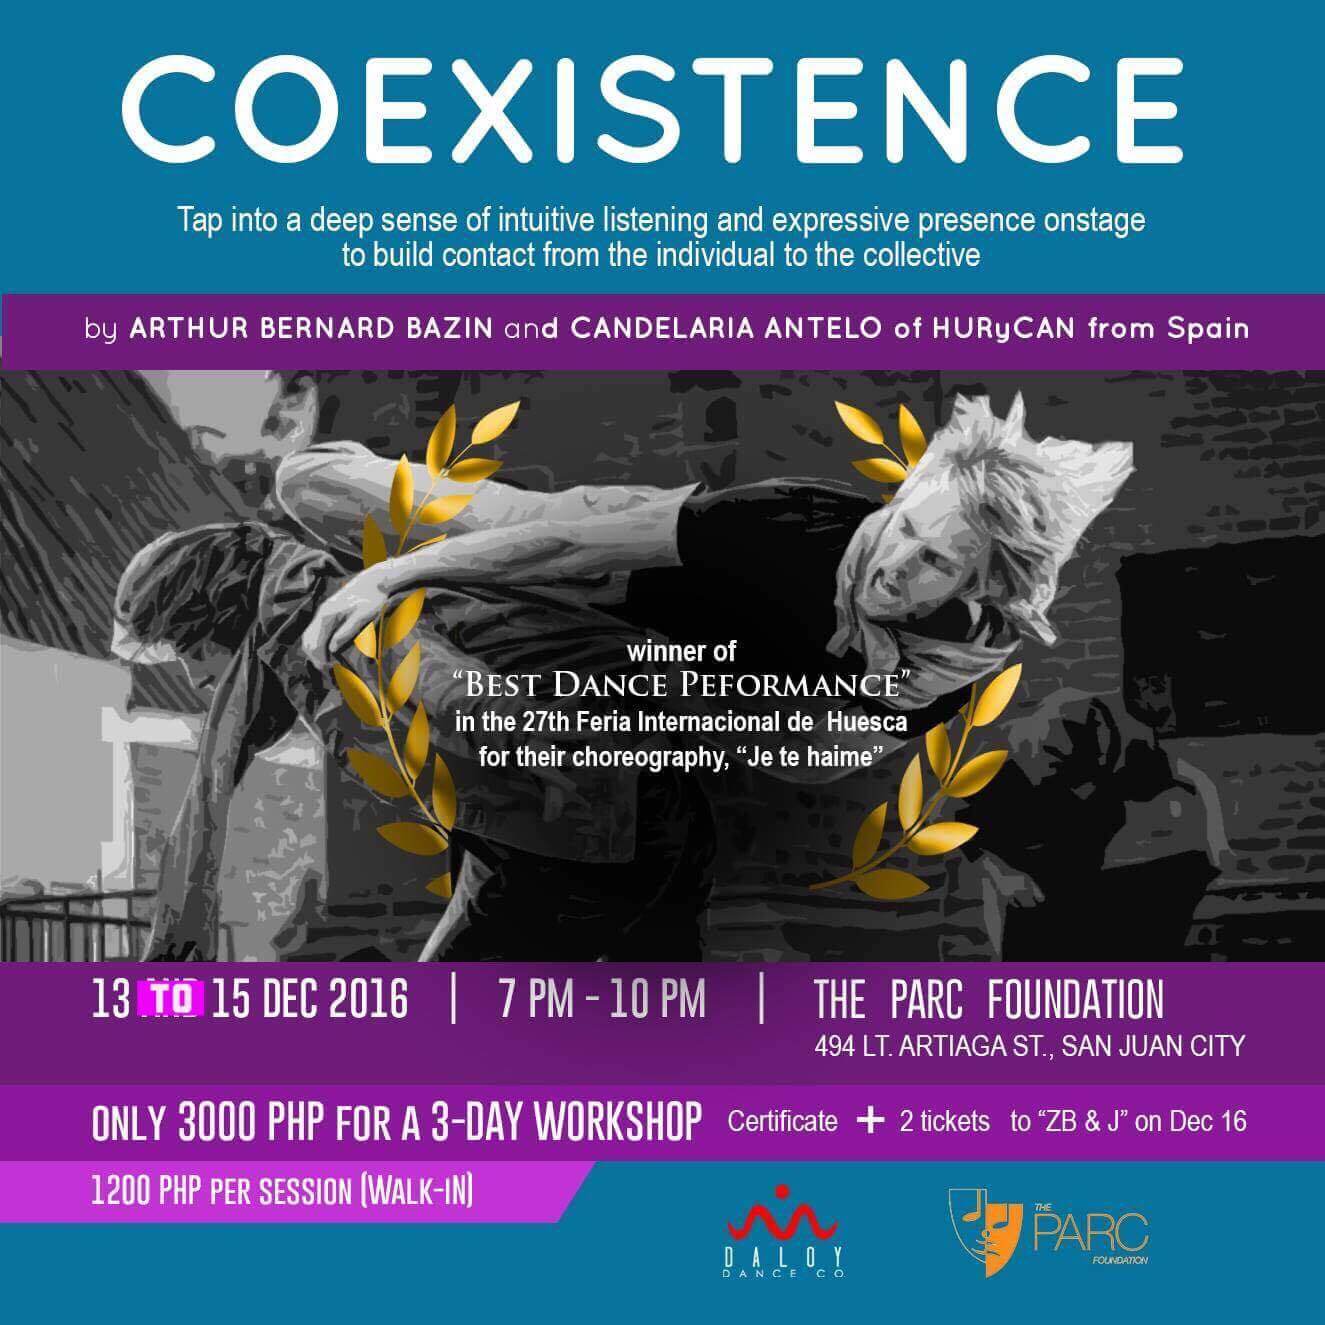 COEXISTENCE
Tap into a deep sense of intuitive listening and expressive presence onstage
to build contact from the individual to the collective
by ARTHUR BERNARD BAZIN and CANDELARIA ANTELO of HURyCAN from Spain
winner of
“BEST DANCE PEFORMANCE”
in the 27th Feria Internacional de Huesca
for their choreography, “Je te haime”
13 TO 15 DEC 2016 | 7 PM - 10 PM | THE PARC FOUNDATION
494 LT. ARTIAGA ST., SAN JUAN CITY
ONLY 3000 PHP FOR A 3-DAY WORKSHOP Certificate + 2 tickets to “ZB & J” on Dec 16
1200 PHP PER SESSION (WALK-IN)
DALOY
DANCE CO
THE
PARC
FOUNDATION